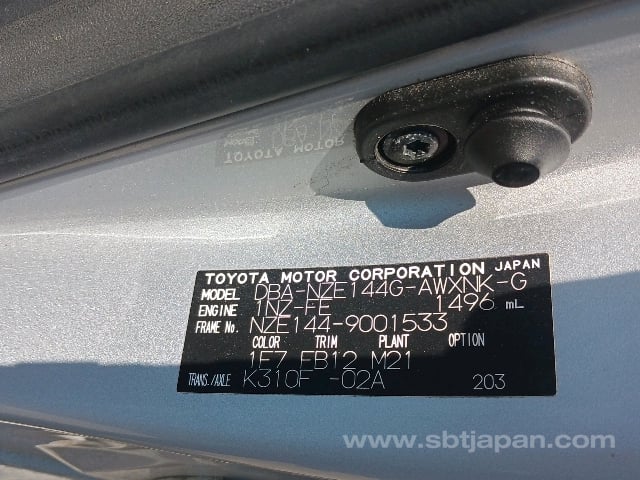 TOYOTA MOTOR CORPORATION JAPAN
MODEL DBA-NZE144G-AWXNK-G
ENGINE 1NZ-FE 1496 mL
FRAME No. NZE144-9001533
COLOR TRIM PLANT OPTION
1F7 FB12 M21
TRANS./AXLE K310F -02A 203
www.sbtjapan.com